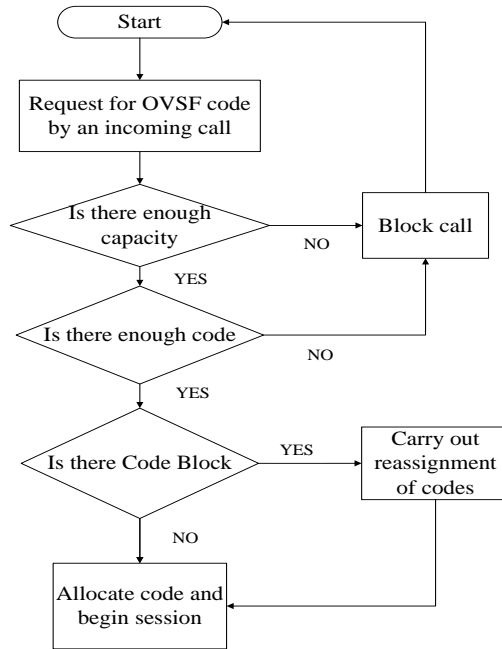 Start
Request for OVSF code
by an incoming call
Is there enough
capacity
NO
Block call
YES
Is there enough code
NO
YES
Is there Code Block
YES
Carry out
reassignment
of codes
NO
Allocate code and
begin session